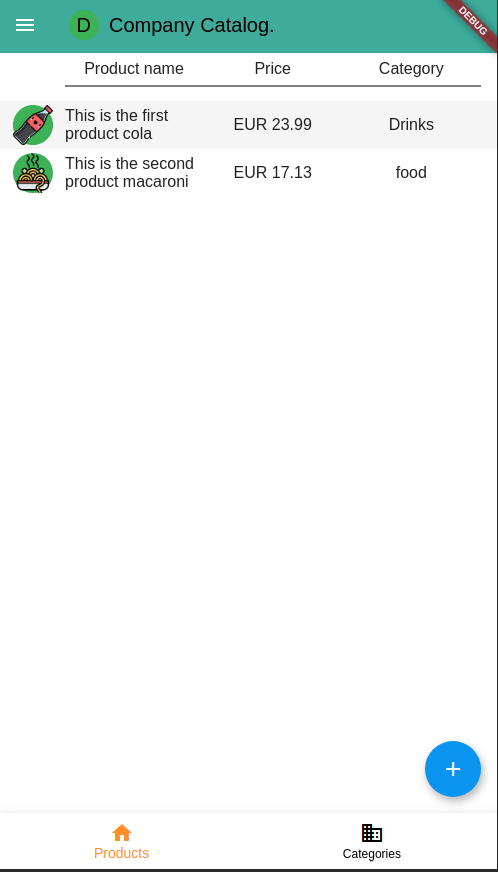 D Company Catalog.
DEBUG
Product name Price Category
This is the first
product cola
EUR 23.99
Drinks
This is the second
product macaroni
EUR 17.13
food
+
Products Categories